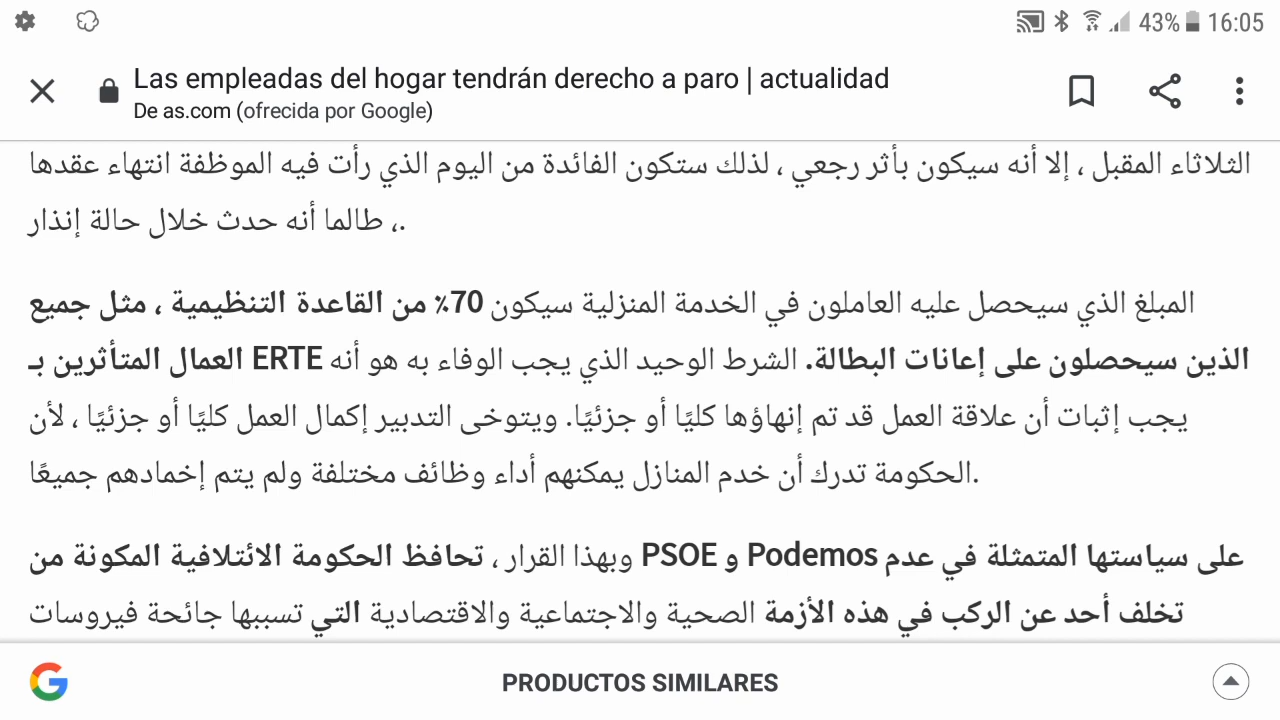 43% 16:05
Las empleadas del hogar tendrán derecho a paro | actualidad
De as.com (ofrecida por Google)
الثلاثاء المقبل ، إلا أنه سيكون بأثر رجعي ، لذلك ستكون الفائدة من اليوم الذي رأت فيه الموظفة انتهاء عقدها
، طالما أنه حدث خلال حالة إنذار.
المبلغ الذي سيحصل عليه العاملون في الخدمة المنزلية سيكون 70٪ من القاعدة التنظيمية ، مثل جميع
العمال المتأثرين بـ ERTE الذين سيحصلون على إعانات البطالة. الشرط الوحيد الذي يجب الوفاء به هو أنه
يجب إثبات أن علاقة العمل قد تم إنهاؤها كليًا أو جزئيًا. ويتوخى التدبير إكمال العمل كليًا أو جزئيًا ، لأن
الحكومة تدرك أن خدم المنازل يمكنهم أداء وظائف مختلفة ولم يتم إخمادهم جميعًا.
وبهذا القرار ، تحافظ الحكومة الائتلافية المكونة من PSOE و Podemos على سياستها المتمثلة في عدم
تخلف أحد عن الركب في هذه الأزمة الصحية والاجتماعية والاقتصادية التي تسببها جائحة فيروسات
PRODUCTOS SIMILARES